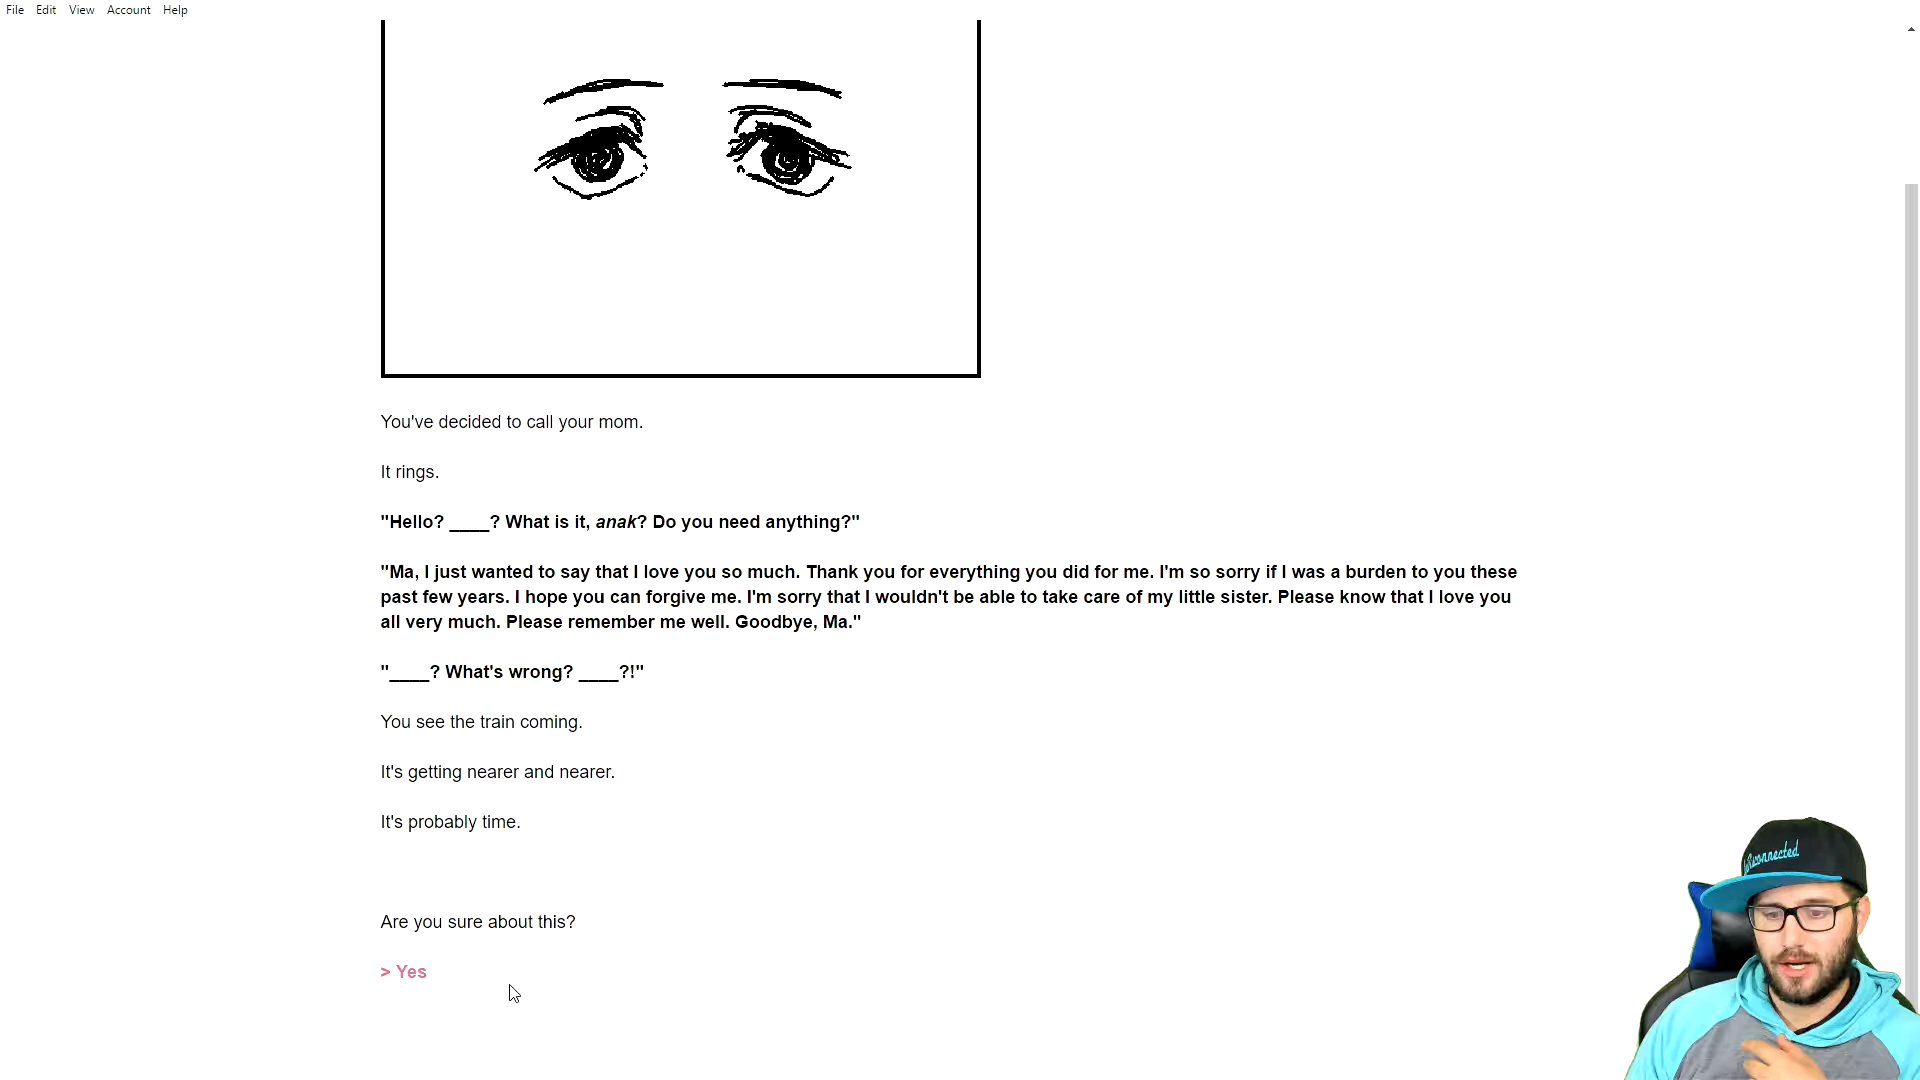 File Edit View Account Help
You've decided to call your mom.
It rings.
"Hello? ____? What is it, anak? Do you need anything?"
"Ma, I just wanted to say that I love you so much. Thank you for everything you did for me. I'm so sorry if I was a burden to you these
past few years. I hope you can forgive me. I'm sorry that I wouldn't be able to take care of my little sister. Please know that I love you
all very much. Please remember me well. Goodbye, Ma."
"____? What's wrong? ____?!"
You see the train coming.
It's getting nearer and nearer.
It's probably time.
Are you sure about this?
> Yes